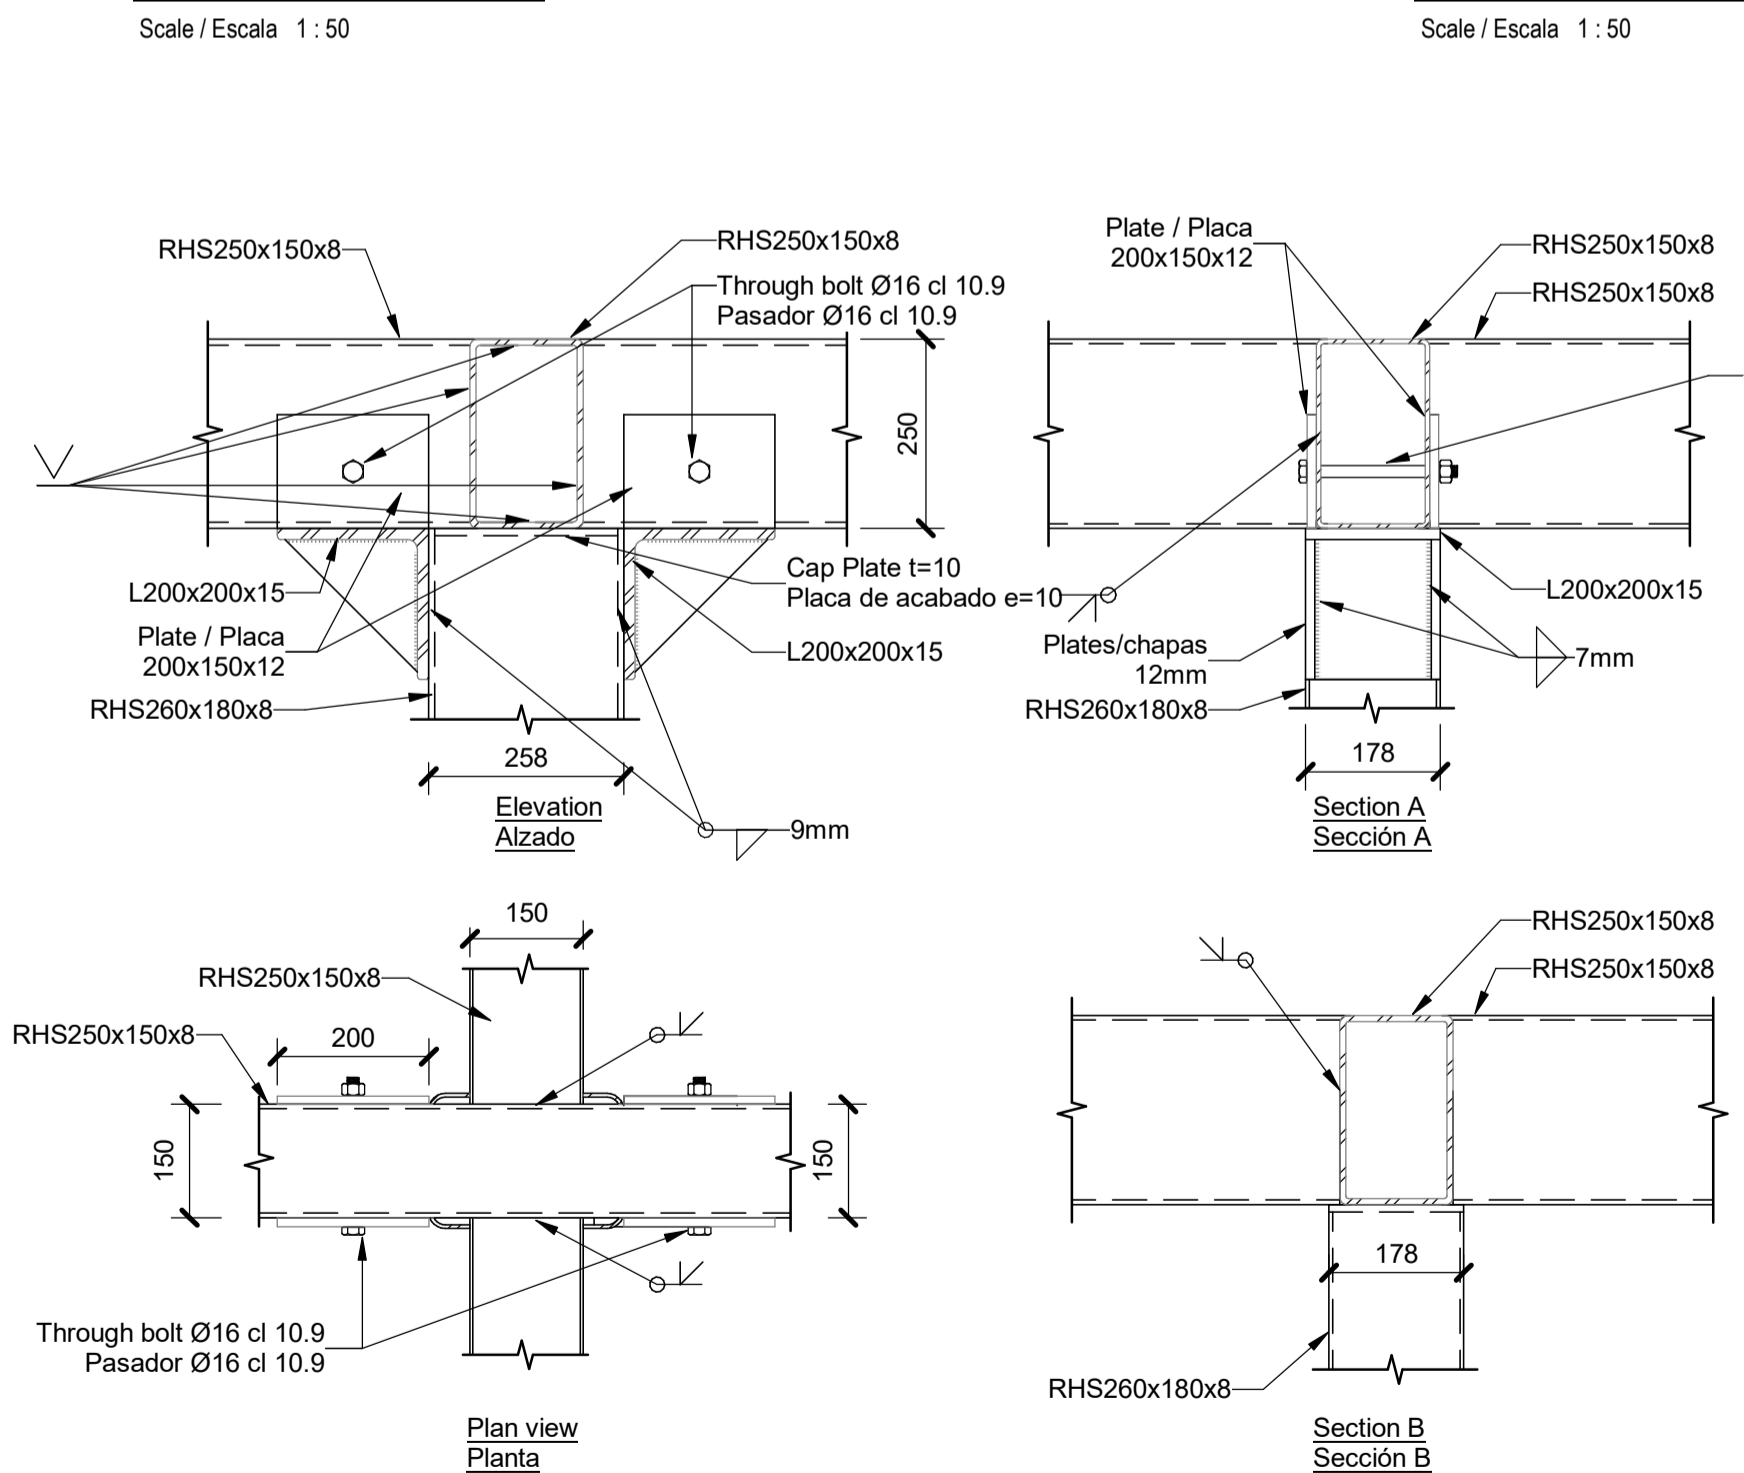 Scale / Escala 1 : 50
Scale / Escala 1 : 50
RHS250x150x8
RHS250x150x8
Through bolt Ø16 cl 10.9
Pasador Ø16 cl 10.9
250
L200x200x15
Plate / Placa
200x150x12
RHS260x180x8
Cap Plate t=10
Placa de acabado e=10
L200x200x15
258
9mm
Elevation
Alzado
Plate / Placa
200x150x12
RHS250x150x8
RHS250x150x8
L200x200x15
Plates/chapas
12mm
7mm
RHS260x180x8
178
Section A
Sección A
150
RHS250x150x8
RHS250x150x8
200
150
150
Through bolt Ø16 cl 10.9
Pasador Ø16 cl 10.9
Plan view
Planta
RHS250x150x8
RHS250x150x8
178
RHS260x180x8
Section B
Sección B